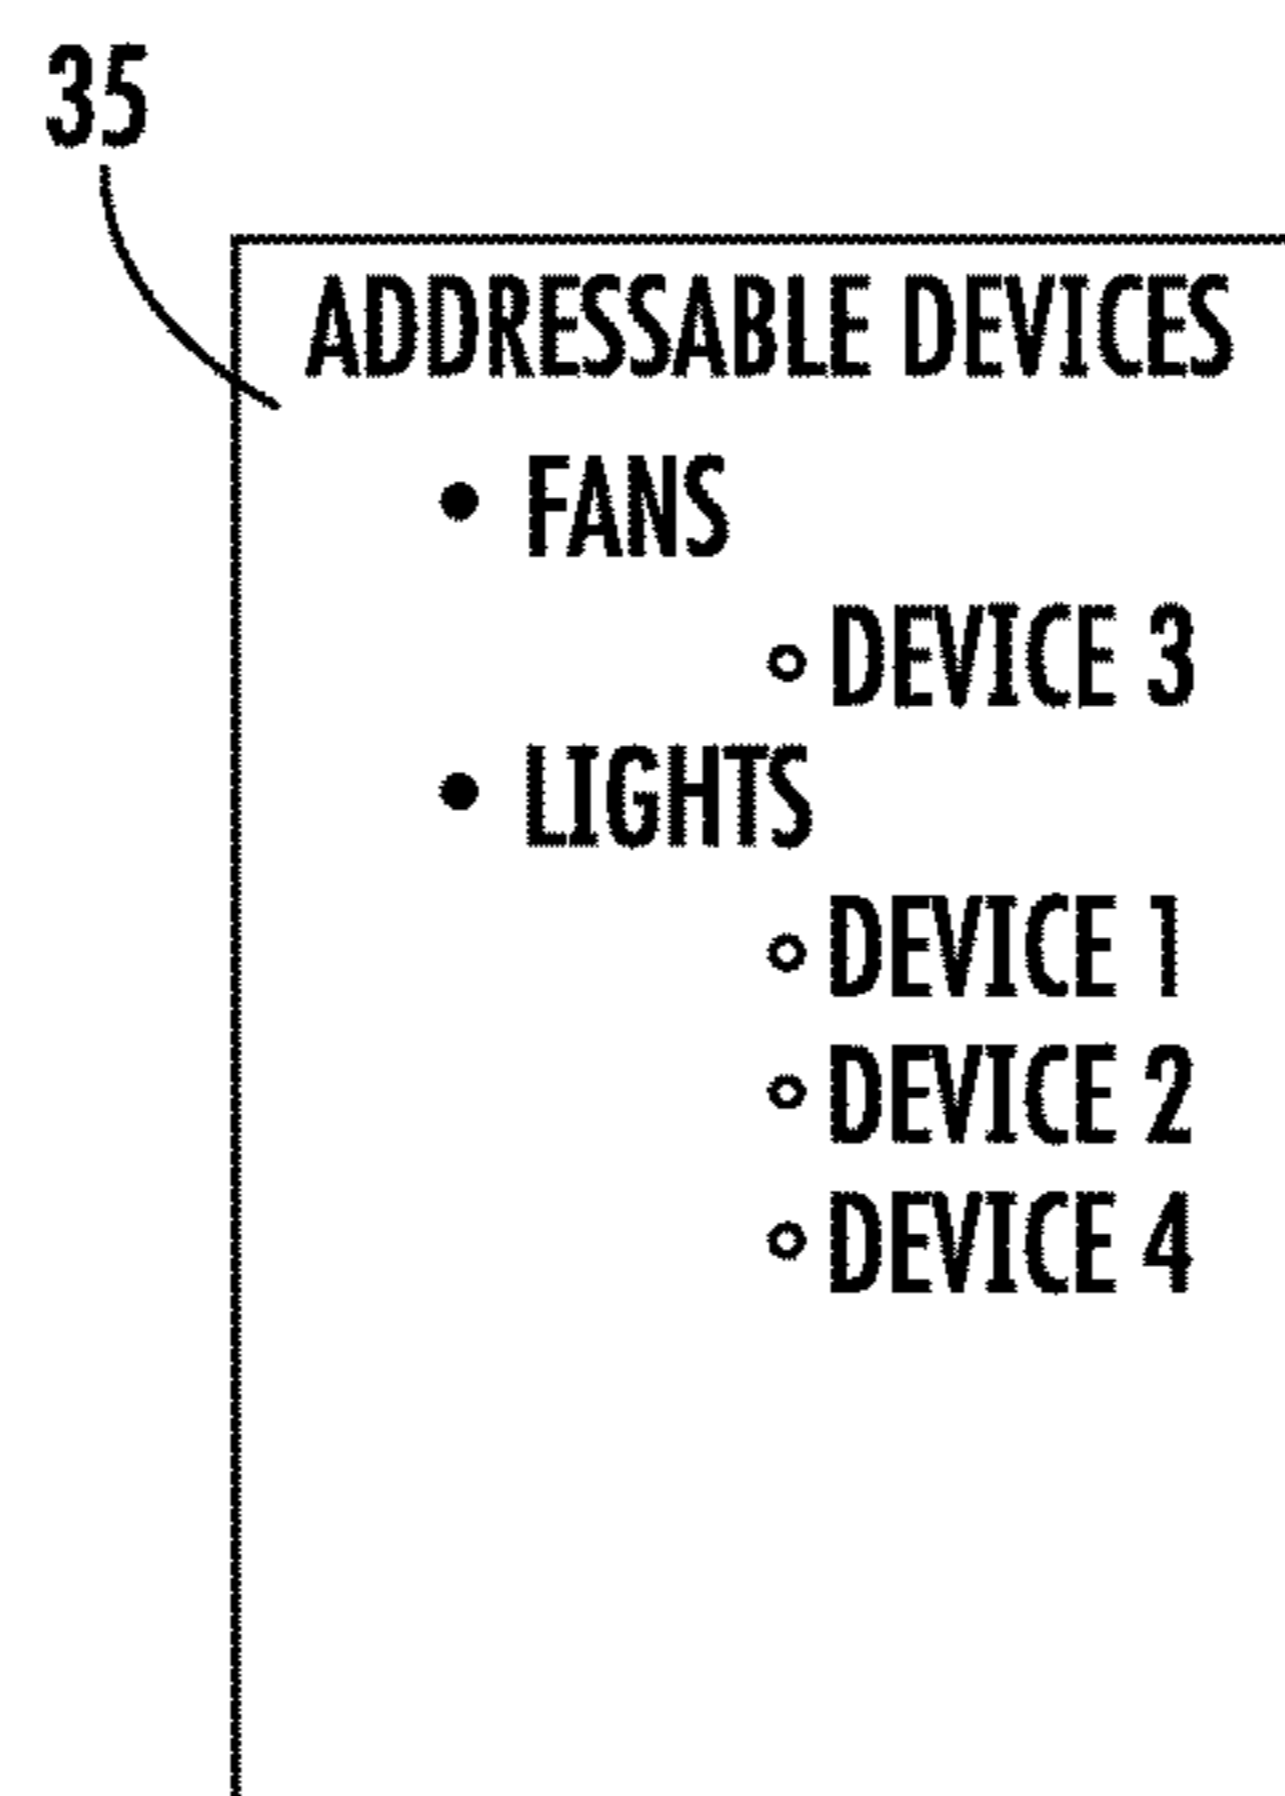 35
ADDRESSABLE DEVICES
• FANS
○ DEVICE 3
• LIGHTS
○ DEVICE 1
○ DEVICE 2
○ DEVICE 4